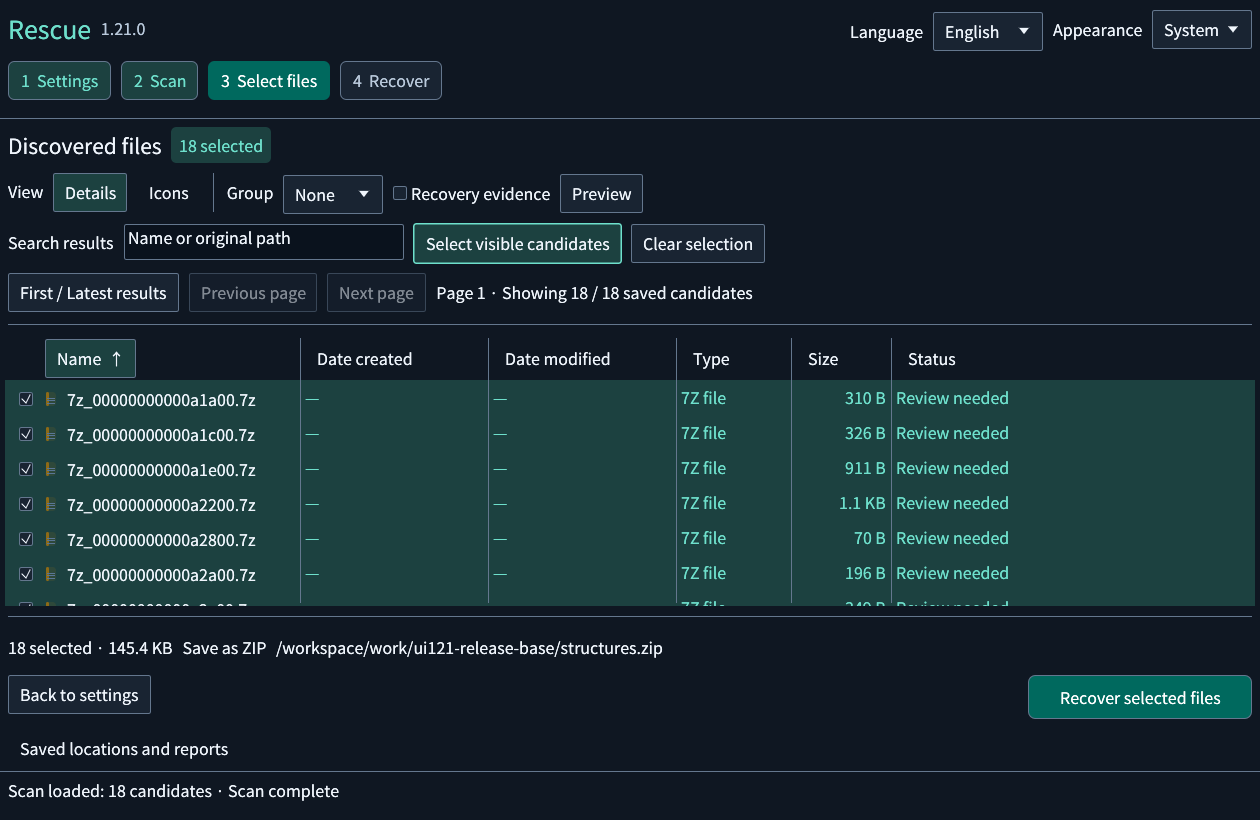 Rescue 1.21.0 Language English Appearance System
1 Settings 2 Scan 3 Select files 4 Recover
Discovered files 18 selected
View Details Icons Group None Recovery evidence Preview
Search results Name or original path Select visible candidates Clear selection
First / Latest results Previous page Next page Page 1 · Showing 18 / 18 saved candidates
Name ↑ Date created Date modified Type Size Status
7z_00000000000a1a00.7z — — 7Z file 310 B Review needed
7z_00000000000a1c00.7z — — 7Z file 326 B Review needed
7z_00000000000a1e00.7z — — 7Z file 911 B Review needed
7z_00000000000a2200.7z — — 7Z file 1.1 KB Review needed
7z_00000000000a2800.7z — — 7Z file 70 B Review needed
7z_00000000000a2a00.7z — — 7Z file 196 B Review needed
18 selected · 145.4 KB Save as ZIP /workspace/work/ui121-release-base/structures.zip
Back to settings Recover selected files
Saved locations and reports
Scan loaded: 18 candidates · Scan complete